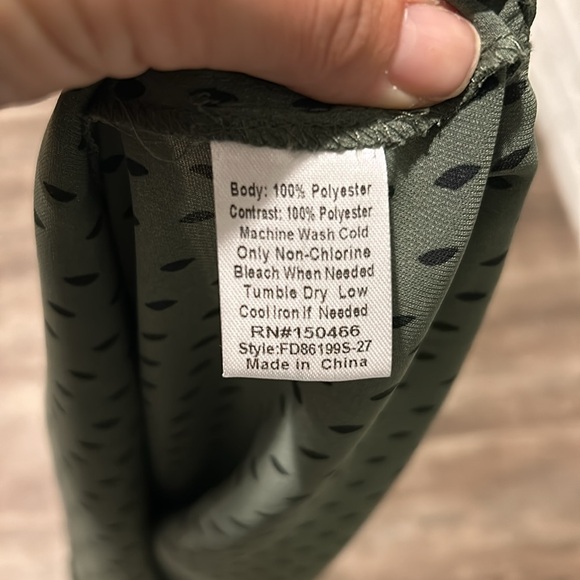 Body: 100% Polyester
Contrast: 100% Polyester
Machine Wash Cold
Only Non-Chlorine
Bleach When Needed
Tumble Dry Low
Cool Iron if Needed
RN#150466
Style:FD86199S-27
Made in China